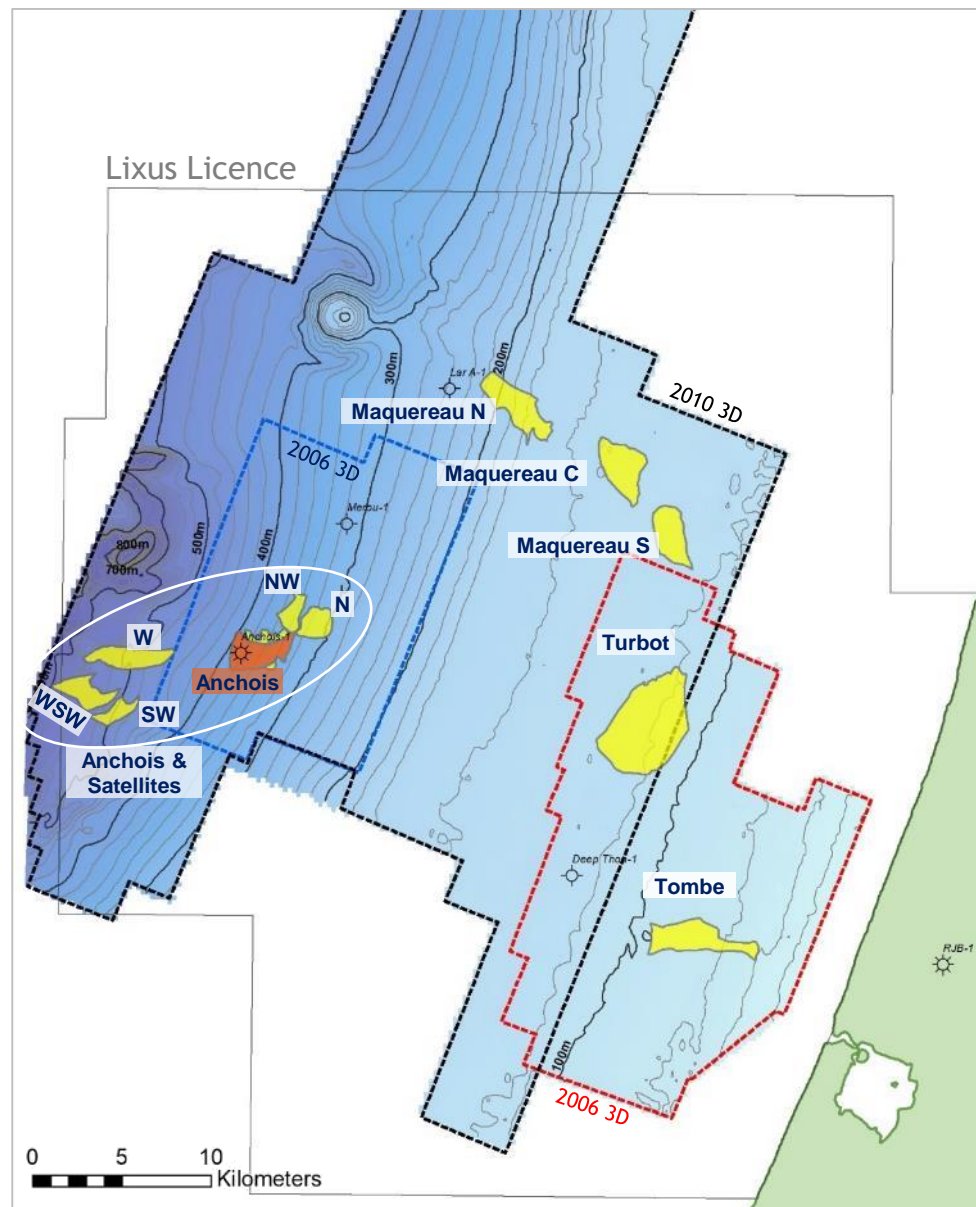 Lixus Licence
200m
300m
Lar A-1
Maquereau N
2010 3D
2006 3D
Maquereau C
Merou-1
500m
400m
Maquereau S
800m
700m
NW
N
W
Anchois-1
Turbot
Anchois
WSW
SW
Anchois &
Satellites
Deep Thon-1
Tombe
RJB-1
100m
2006 3D
0 5 10
Kilometers